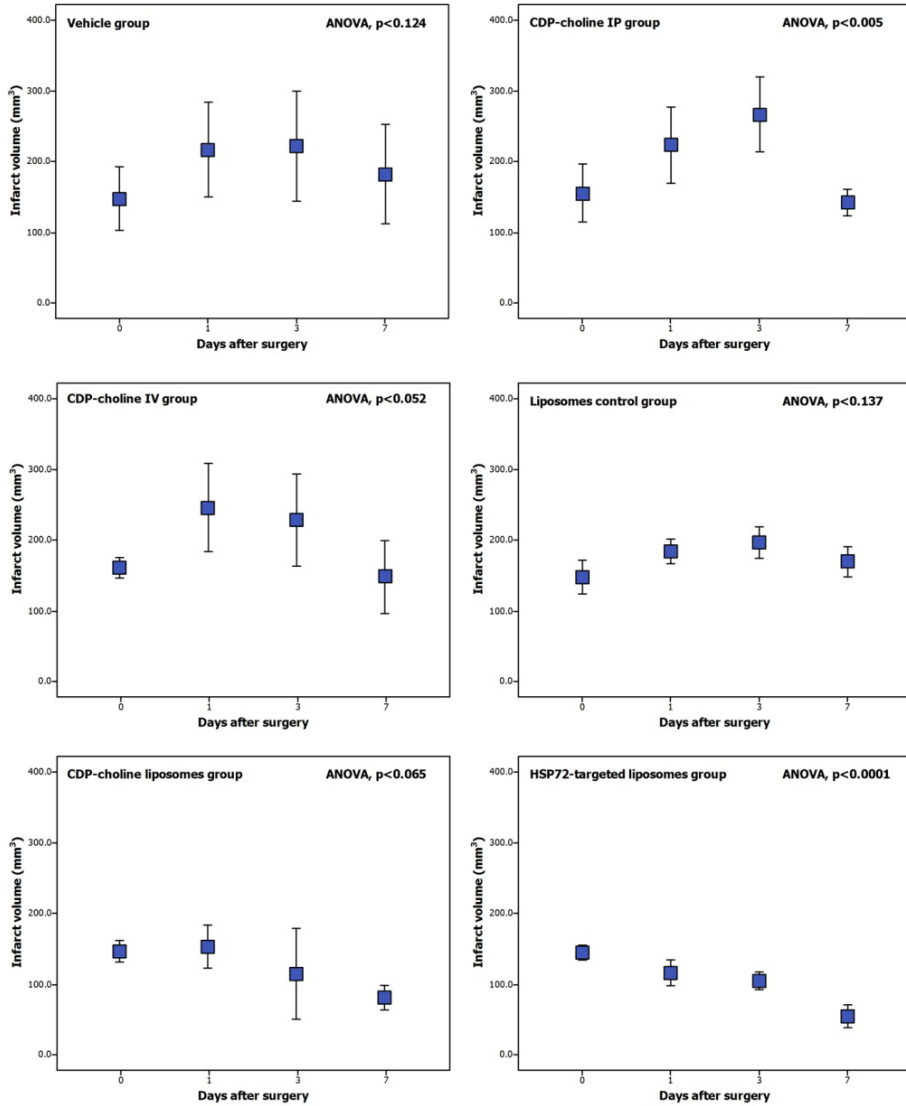 Vehicle group ANOVA, p<0.124
400.0
300.0
200.0
100.0
0.0
Infarct volume (mm³)
0 1 3 7
Days after surgery
CDP-choline IP group ANOVA, p<0.005
400.0
300.0
200.0
100.0
0.0
Infarct volume (mm³)
0 1 3 7
Days after surgery
CDP-choline IV group ANOVA, p<0.052
400.0
300.0
200.0
100.0
0.0
Infarct volume (mm³)
0 1 3 7
Days after surgery
Liposomes control group ANOVA, p<0.137
400.0
300.0
200.0
100.0
0.0
Infarct volume (mm³)
0 1 3 7
Days after surgery
CDP-choline liposomes group ANOVA, p<0.065
400.0
300.0
200.0
100.0
0.0
Infarct volume (mm³)
0 1 3 7
Days after surgery
HSP72-targeted liposomes group ANOVA, p<0.0001
400.0
300.0
200.0
100.0
0.0
Infarct volume (mm³)
0 1 3 7
Days after surgery